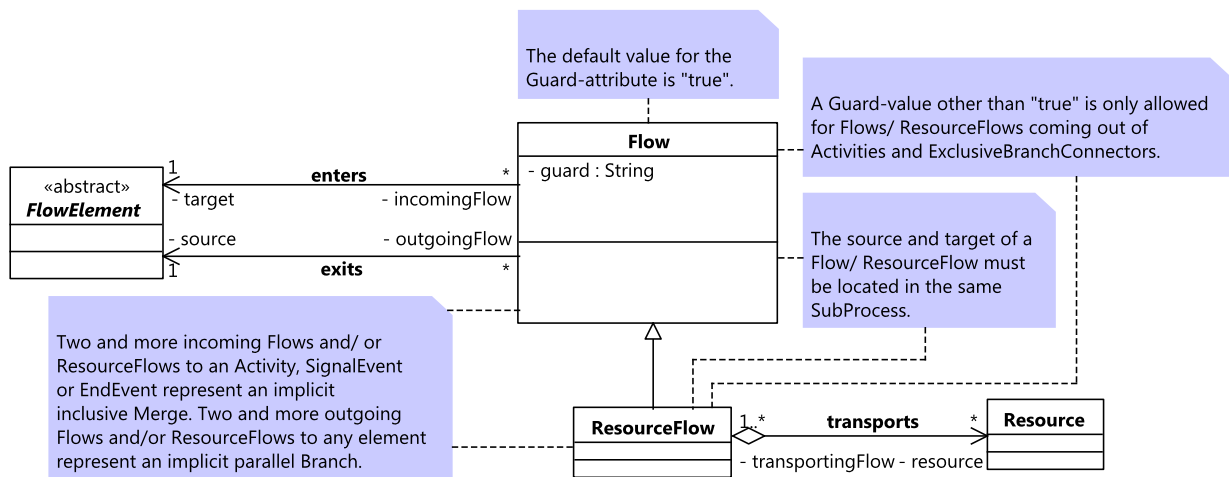 The default value for the
Guard-attribute is "true".
A Guard-value other than "true" is only allowed
for Flows/ ResourceFlows coming out of
Activities and ExclusiveBranchConnectors.
Flow
- guard : String
«abstract»
FlowElement
1
enters
*
- target
- incomingFlow
- source
- outgoingFlow
1
exits
*
The source and target of a
Flow/ ResourceFlow must
be located in the same
SubProcess.
Two and more incoming Flows and/ or
ResourceFlows to an Activity, SignalEvent
or EndEvent represent an implicit
inclusive Merge. Two and more outgoing
Flows and/or ResourceFlows to any element
represent an implicit parallel Branch.
ResourceFlow
1..*
transports
*
- transportingFlow
- resource
Resource